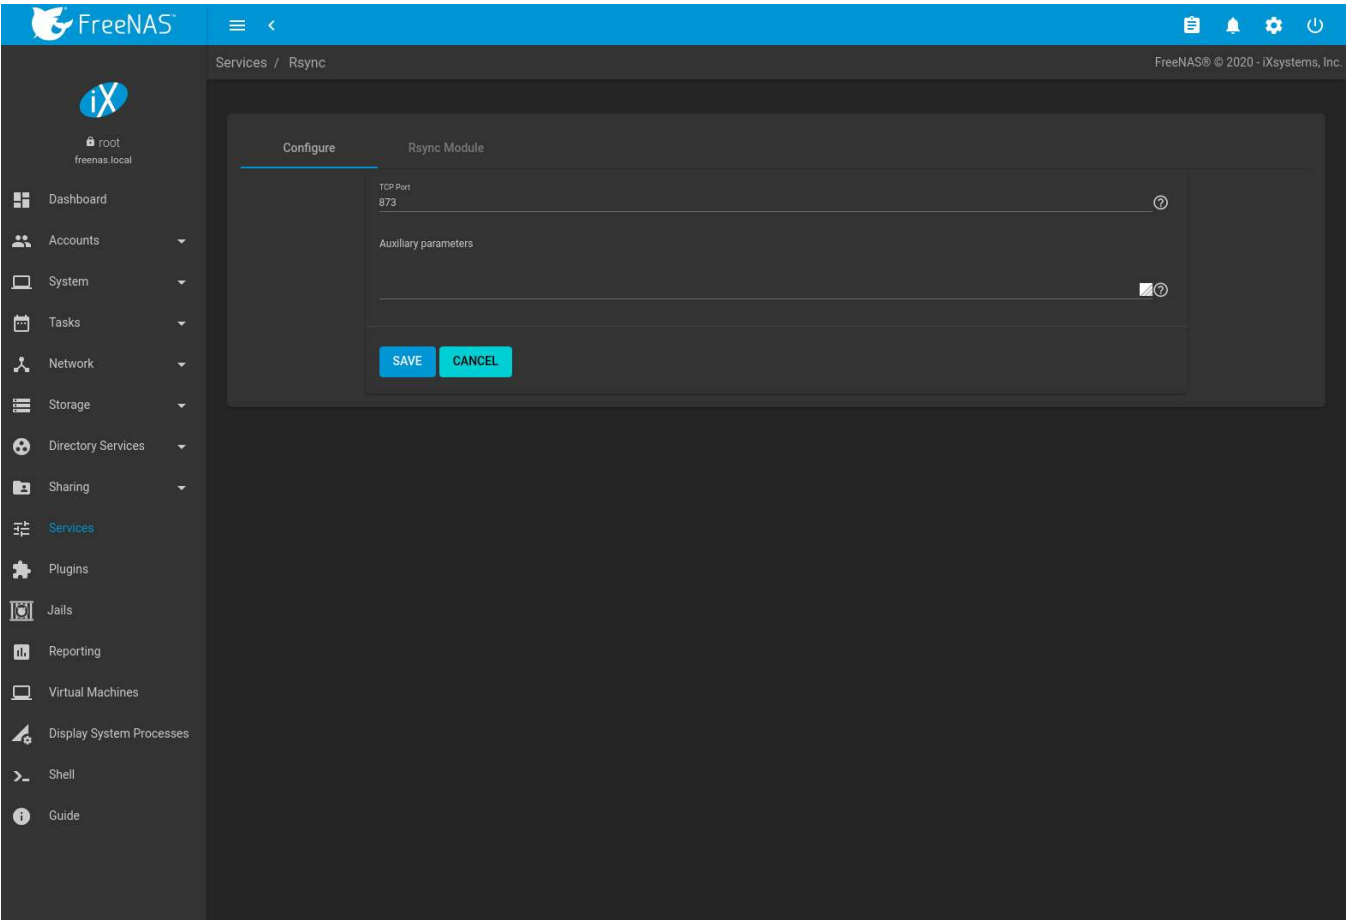 FreeNAS
Services / Rsync
FreeNAS® © 2020 - iXsystems, Inc.
iX
root
freenas.local
Dashboard
Accounts
System
Tasks
Network
Storage
Directory Services
Sharing
Services
Plugins
Jails
Reporting
Virtual Machines
Display System Processes
Shell
Guide
Configure
Rsync Module
TCP Port
873
Auxiliary parameters
SAVE
CANCEL